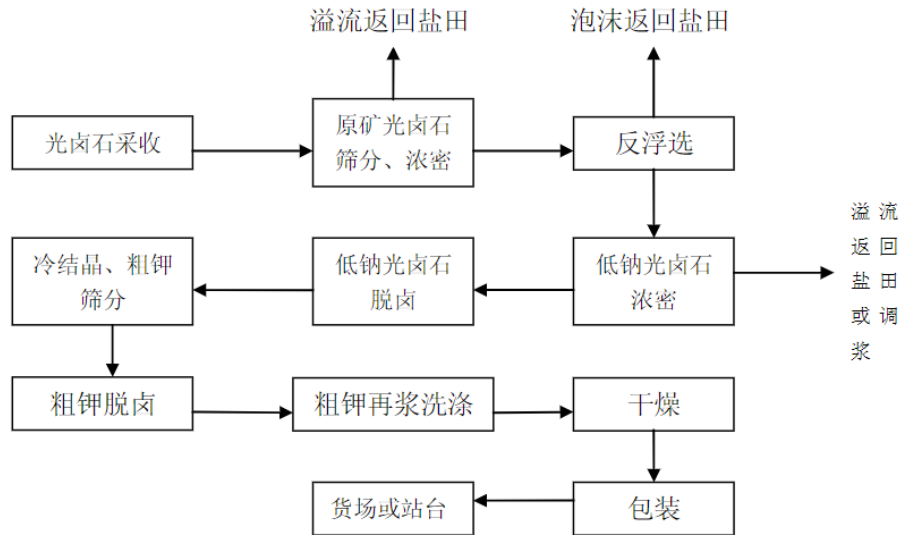 溢流返回盐田
泡沫返回盐田
光卤石采收
原矿光卤石
筛分、浓密
反浮选
溢流
返回
盐田
或调
浆
冷结晶、粗钾
筛分
低钠光卤石
脱卤
低钠光卤石
浓密
粗钾脱卤
粗钾再浆洗涤
干燥
货场或站台
包装